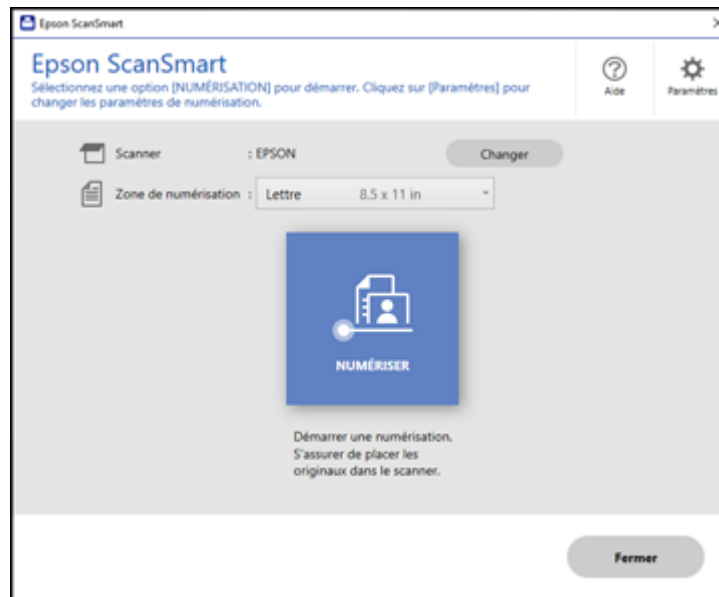 Epson ScanSmart
Epson ScanSmart
Sélectionnez une option [NUMÉRISATION] pour démarrer. Cliquez sur [Paramètres] pour
changer les paramètres de numérisation.
Aide
Paramètres
Scanner : EPSON Changer
Zone de numérisation : Lettre 8.5 x 11 in
NUMÉRISER
Démarrer une numérisation.
S'assurer de placer les
originaux dans le scanner.
Fermer